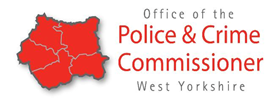 Office of the
Police & Crime
Commissioner
West Yorkshire